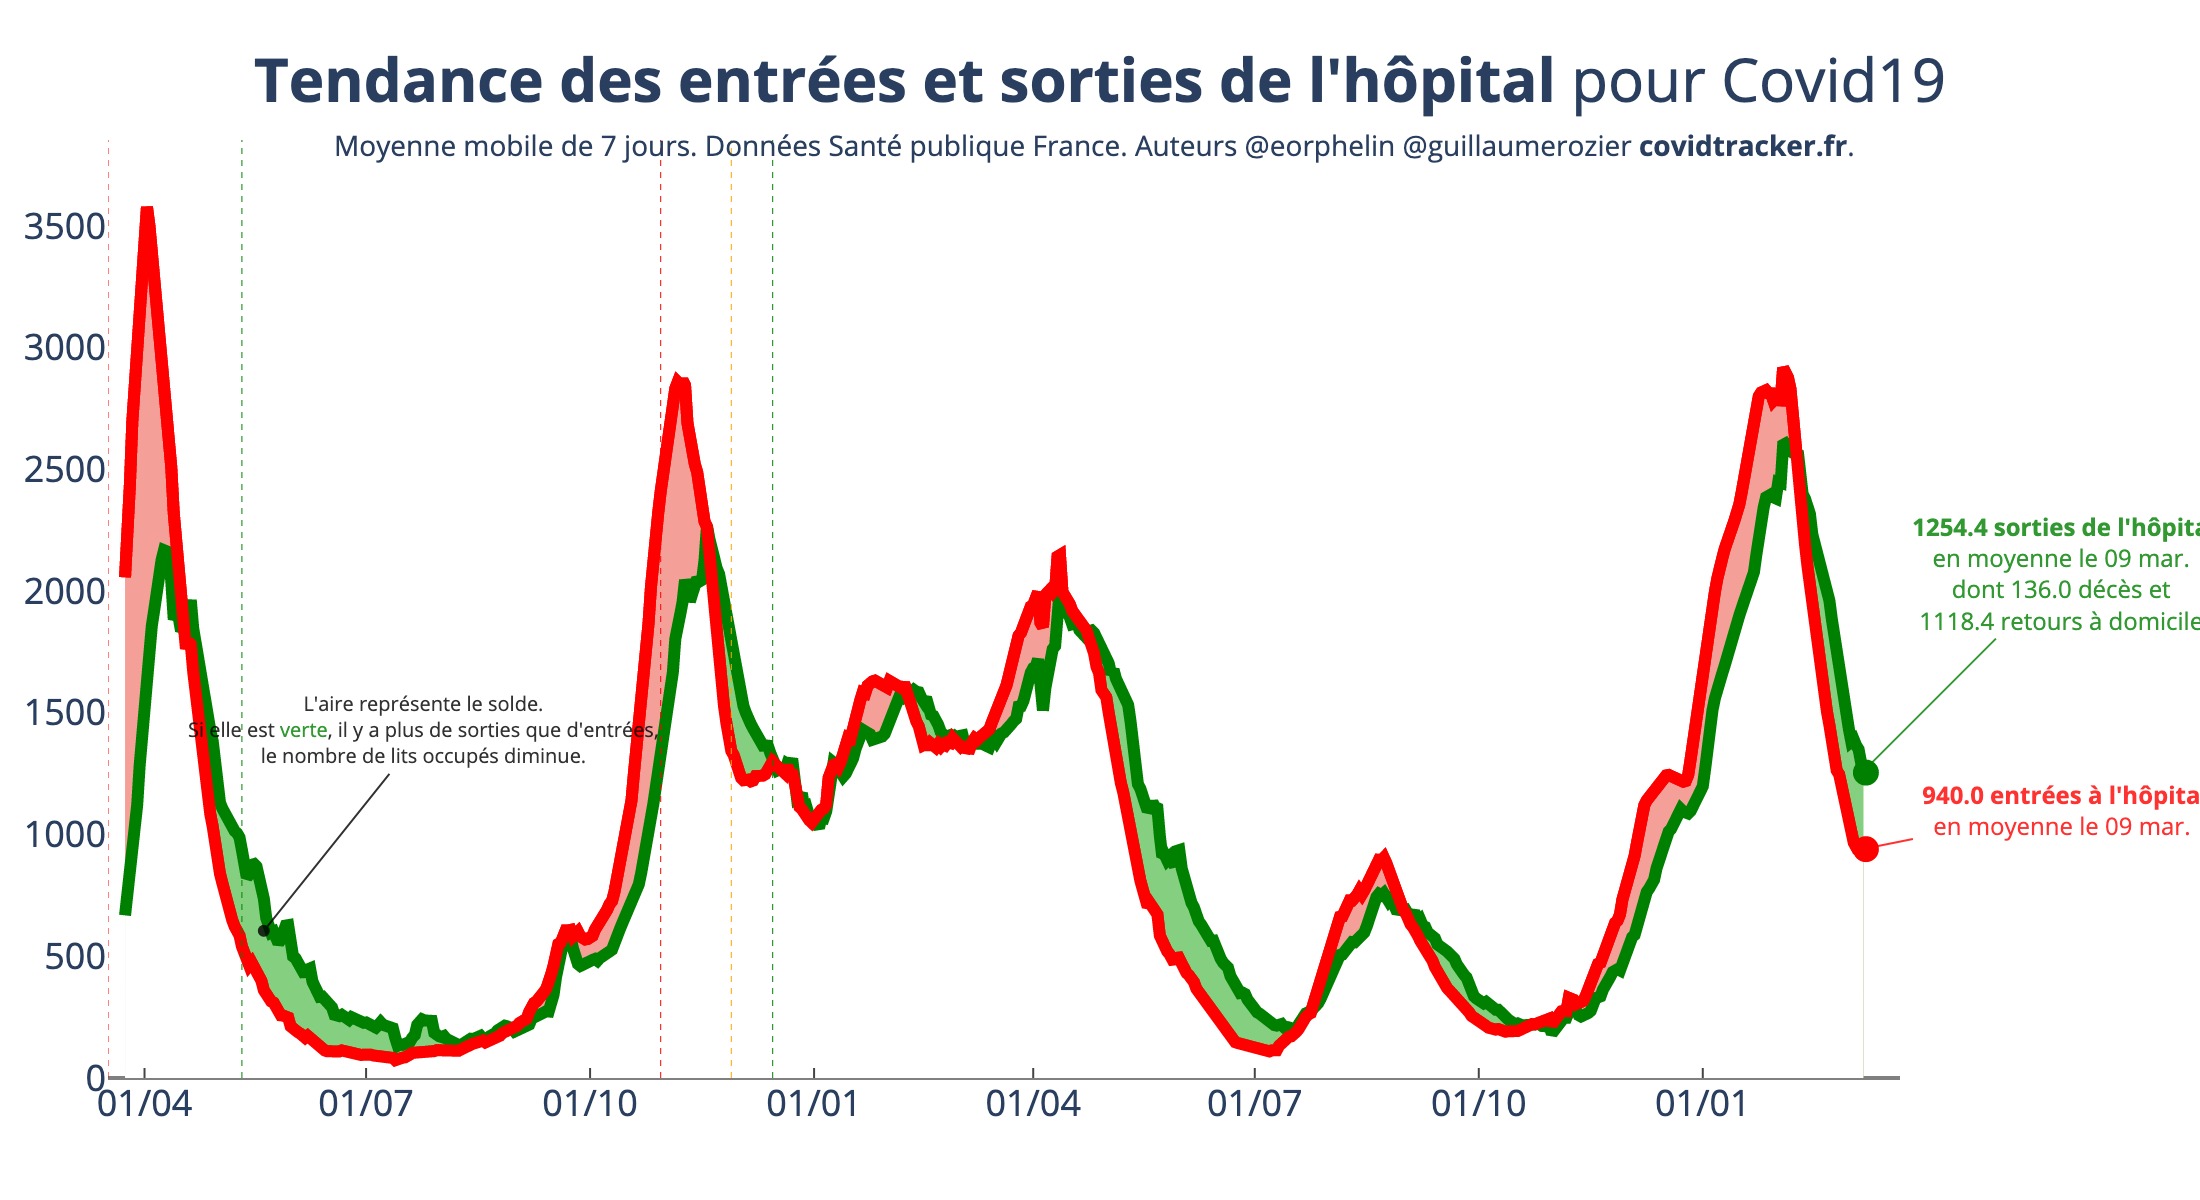 Tendance des entrées et sorties de l'hôpital pour Covid19
Moyenne mobile de 7 jours. Données Santé publique France. Auteurs @eorphelin @guillaumerozier covidtracker.fr.
3500
3000
2500
2000
1500
1000
500
0
L'aire représente le solde.
Si elle est verte, il y a plus de sorties que d'entrées,
le nombre de lits occupés diminue.
1254.4 sorties de l'hôpita
en moyenne le 09 mar.
dont 136.0 décès et
1118.4 retours à domicile
940.0 entrées à l'hôpita
en moyenne le 09 mar.
01/04 01/07 01/10 01/01 01/04 01/07 01/10 01/01